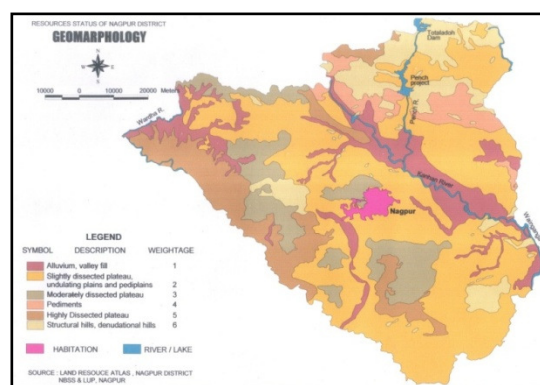 RESOURCES STATUS OF NAGPUR DISTRICT
GEOMARPHOLOGY
N
W E
S
10000 0 10000 20000 Meters
Totaladoh
Dam
Pench
project
Pench R.
Wardha R.
Kanhan River
Nagpur
Wainganga
LEGEND
SYMBOL DESCRIPTION WEIGHTAGE
Alluvium, valley fill 1
Slightly dissected plateau,
undulating plains and pediplains 2
Moderately dissected plateau 3
Pediments 4
Highly Dissected plateau 5
Structural hills, denudational hills 6
HABITATION RIVER / LAKE
SOURCE : LAND RESOUCE ATLAS , NAGPUR DISTRICT
NBSS & LUP, NAGPUR